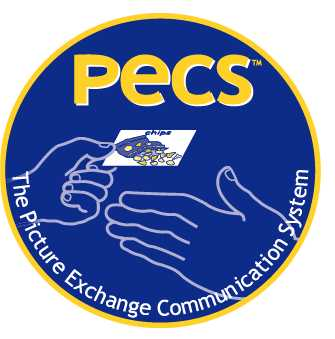 PECS™
chips
The Picture Exchange Communication System